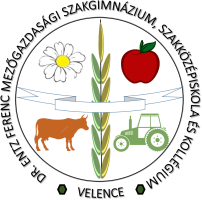 DR. ENTZ FERENC MEZŐGAZDASÁGI SZAKGIMNÁZIUM, SZAKKÖZÉPISKOLA ÉS KOLLÉGIUM
VELENCE